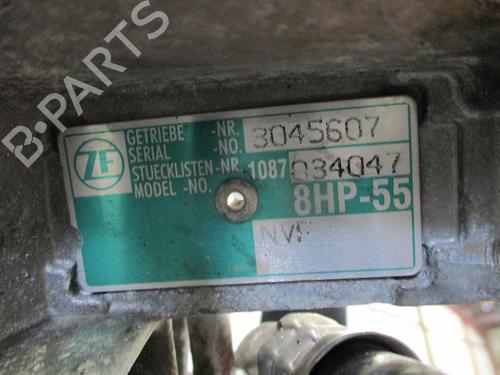 B-PARTS
ZF
GETRIEBE -NR. 3045607
SERIAL -NO.
STUECKLISTEN-NR. 1087 034047
MODEL -NO.
8HP-55